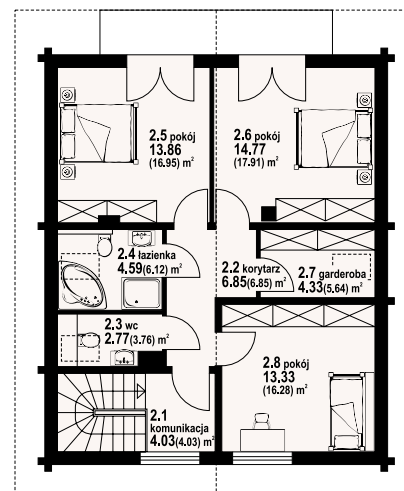 2.5 pokój
13.86
(16.95) m²
2.6 pokój
14.77
(17.91) m²
2.4 łazienka
4.59(6.12) m²
2.2 korytarz
6.85(6.85) m²
2.7 garderoba
4.33(5.64) m²
2.3 wc
2.77(3.76) m²
2.8 pokój
13.33
(16.28) m²
2.1
komunikacja
4.03(4.03) m²